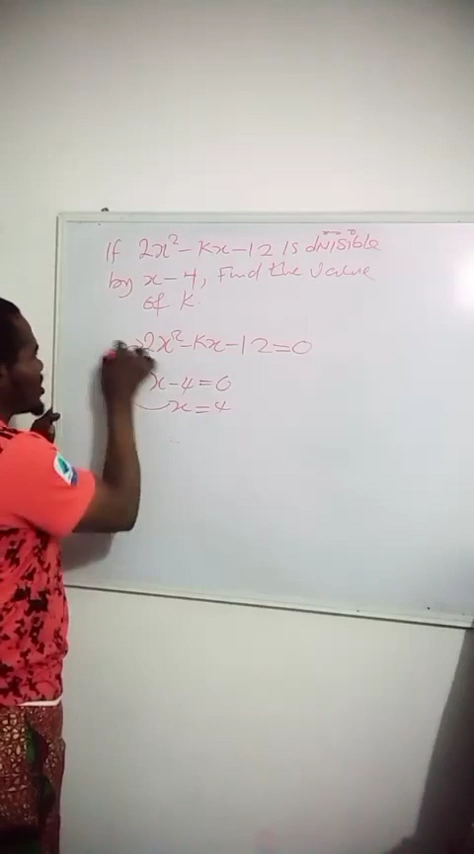 If 2x²-kx-12 is divisible
by x-4, Find the value
of k.
2x²-kx-12=0
x-4=0
x=4